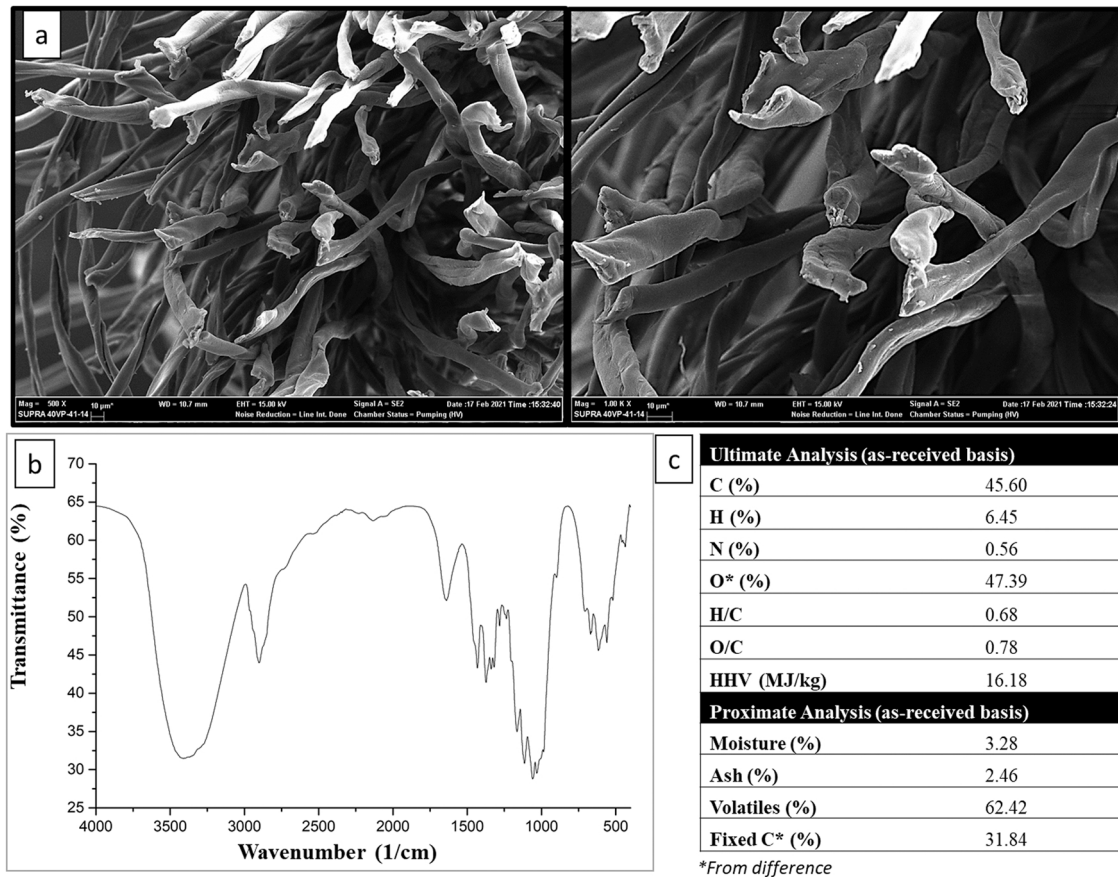 a
Mag = 500 X
10 µm*
WD = 10.7 mm
EHT = 15.00 kV
Signal A = SE2
Date :17 Feb 2021 Time :15:32:40
SUPRA 40VP-41-14
Noise Reduction = Line Int. Done
Chamber Status = Pumping (HV)
Mag = 1.00 K X
10 µm*
WD = 10.7 mm
EHT = 15.00 kV
Signal A = SE2
Date :17 Feb 2021 Time :15:32:24
SUPRA 40VP-41-14
Noise Reduction = Line Int. Done
Chamber Status = Pumping (HV)
b
Transmittance (%)
70
65
60
55
50
45
40
35
30
25
4000 3500 3000 2500 2000 1500 1000 500
Wavenumber (1/cm)
c
Ultimate Analysis (as-received basis)
C (%) 45.60
H (%) 6.45
N (%) 0.56
O* (%) 47.39
H/C 0.68
O/C 0.78
HHV (MJ/kg) 16.18
Proximate Analysis (as-received basis)
Moisture (%) 3.28
Ash (%) 2.46
Volatiles (%) 62.42
Fixed C* (%) 31.84
*From difference